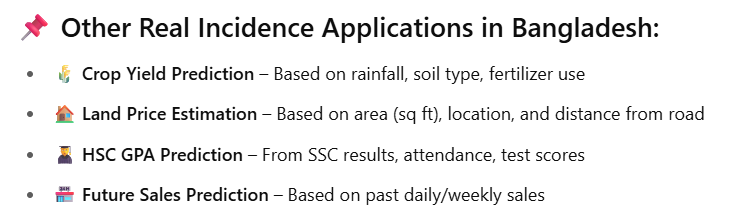 📌 Other Real Incidence Applications in Bangladesh:
• 🌾 Crop Yield Prediction – Based on rainfall, soil type, fertilizer use
• 🏠 Land Price Estimation – Based on area (sq ft), location, and distance from road
• 🧑‍🎓 HSC GPA Prediction – From SSC results, attendance, test scores
• 🏪 Future Sales Prediction – Based on past daily/weekly sales